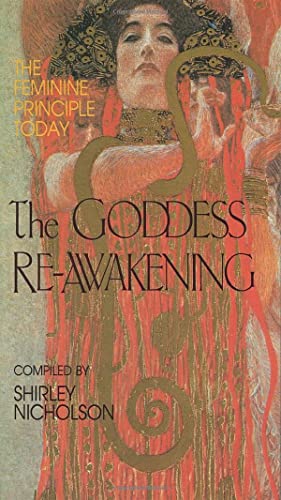 THE
FEMININE
PRINCIPLE
TODAY
The GODDESS
RE-AWAKENING
COMPILED BY
SHIRLEY
NICHOLSON